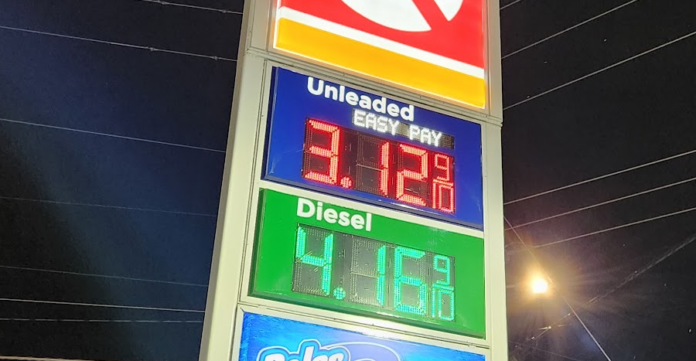 Unleaded
EASY PAY
3.12 9/10
Diesel
4.16 9/10